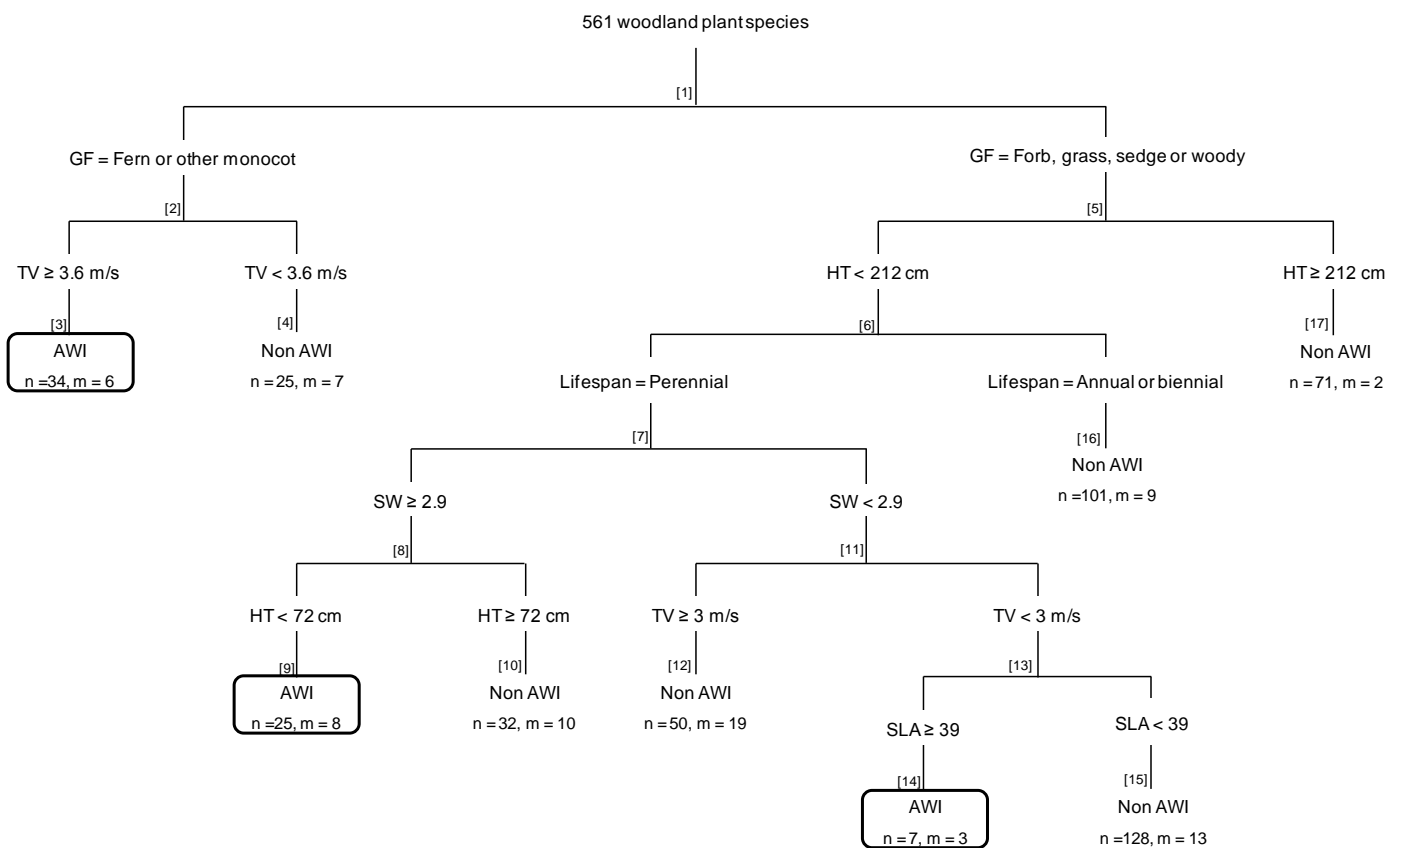 561 woodland plant species
[1]
GF = Fern or other monocot
GF = Forb, grass, sedge or woody
[2]
[5]
TV ≥ 3.6 m/s
TV < 3.6 m/s
HT < 212 cm
HT ≥ 212 cm
[3]
[4]
[6]
[17]
AWI
n =34, m = 6
Non AWI
n = 25, m = 7
Non AWI
n = 71, m = 2
Lifespan = Perennial
Lifespan = Annual or biennial
[7]
[16]
Non AWI
n =101, m = 9
SW ≥ 2.9
SW < 2.9
[8]
[11]
HT < 72 cm
HT ≥ 72 cm
TV ≥ 3 m/s
TV < 3 m/s
[9]
[10]
[12]
[13]
AWI
n =25, m = 8
Non AWI
n = 32, m = 10
Non AWI
n = 50, m = 19
SLA ≥ 39
SLA < 39
[14]
[15]
AWI
n = 7, m = 3
Non AWI
n =128, m = 13